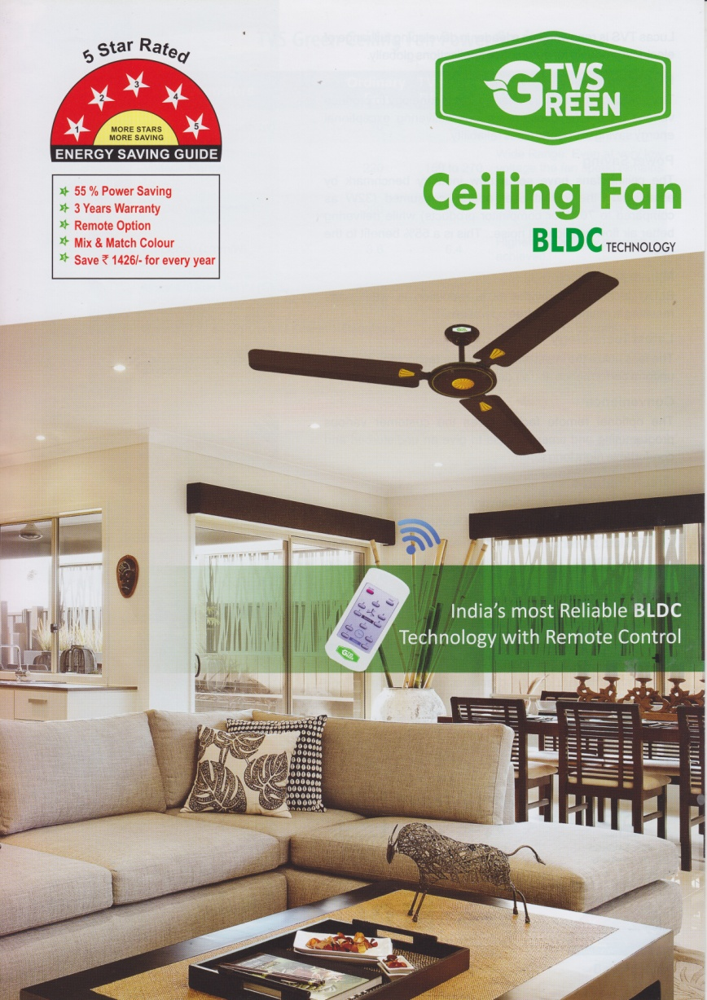 5 Star Rated
1
2
3
4
5
MORE STARS
MORE SAVING
ENERGY SAVING GUIDE
55 % Power Saving
3 Years Warranty
Remote Option
Mix & Match Colour
Save ₹ 1426/- for every year
TVS
GREEN
Ceiling Fan
BLDC TECHNOLOGY
India's most Reliable BLDC
Technology with Remote Control